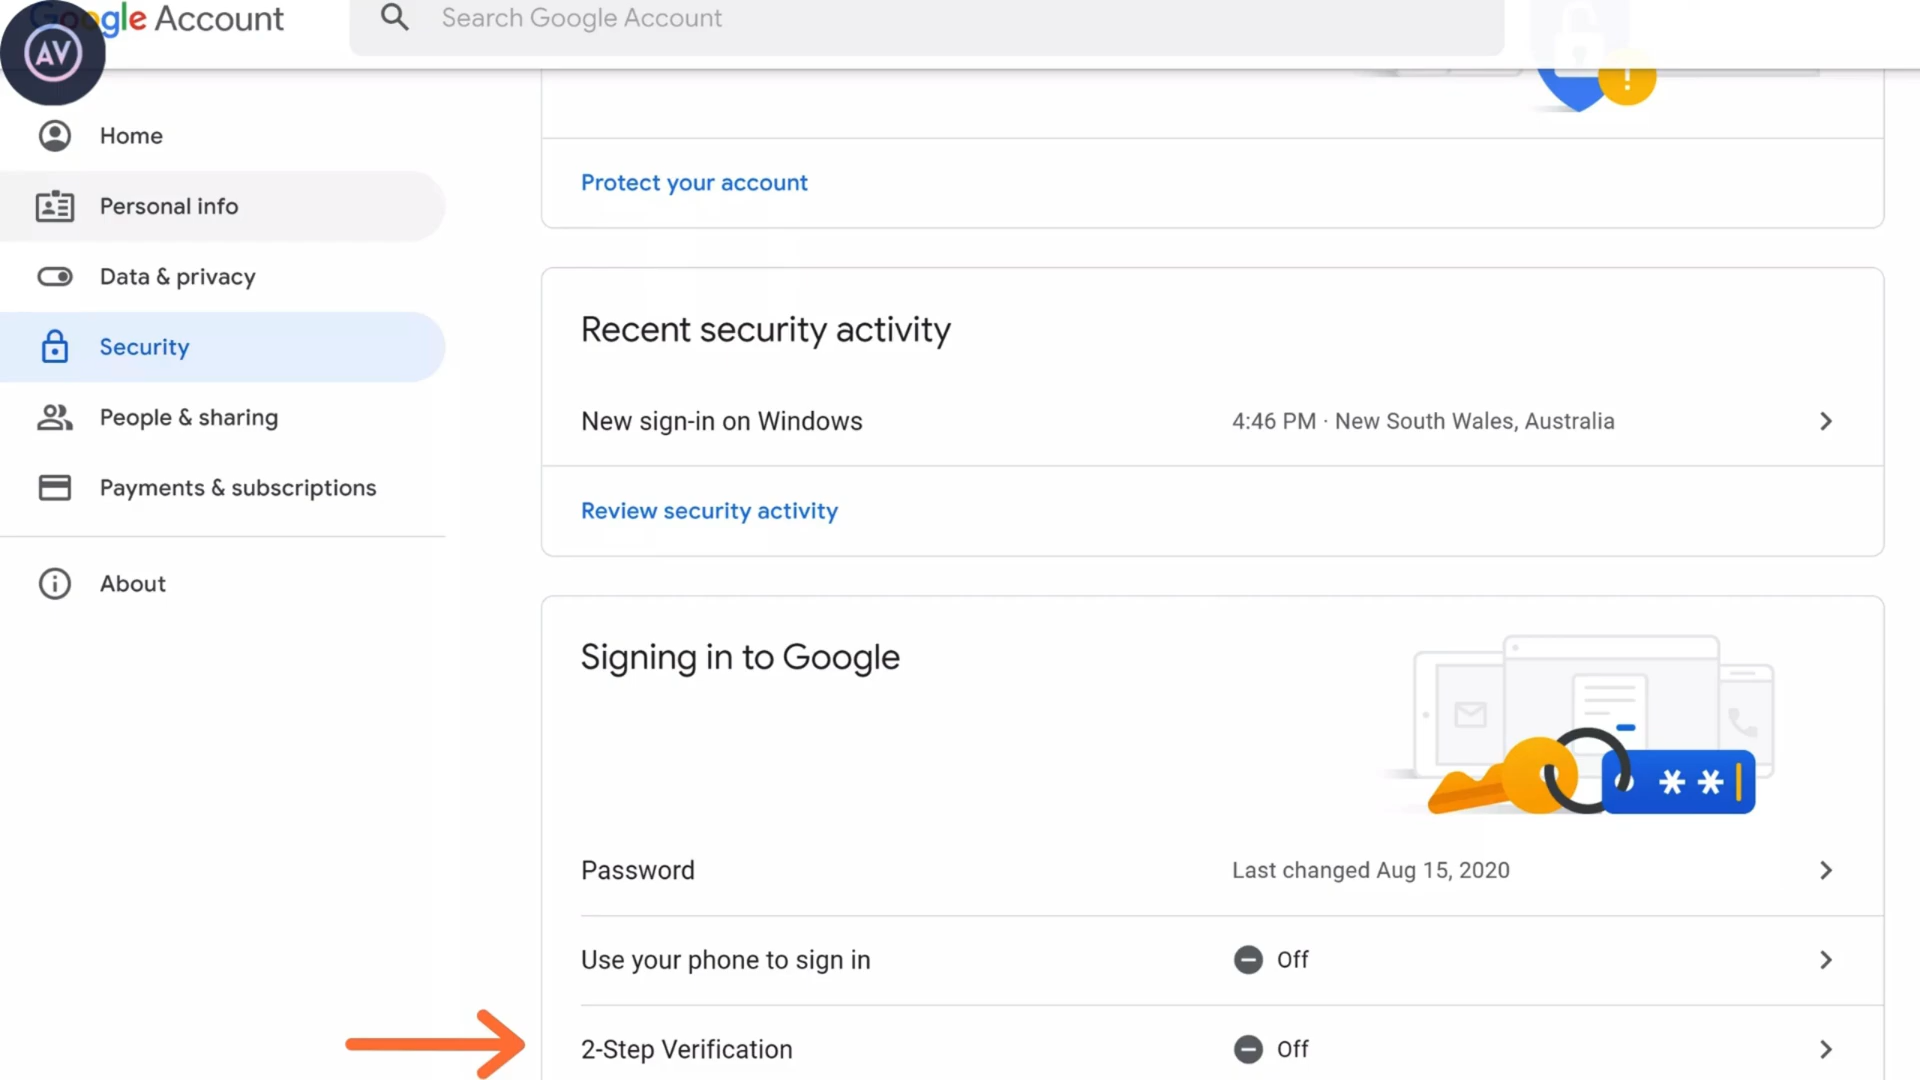 Google Account
Search Google Account
AV
Home
Personal info
Data & privacy
Security
People & sharing
Payments & subscriptions
About
!
Protect your account
Recent security activity
New sign-in on Windows
4:46 PM · New South Wales, Australia
Review security activity
Signing in to Google
**|
Password
Last changed Aug 15, 2020
Use your phone to sign in
Off
2-Step Verification
Off